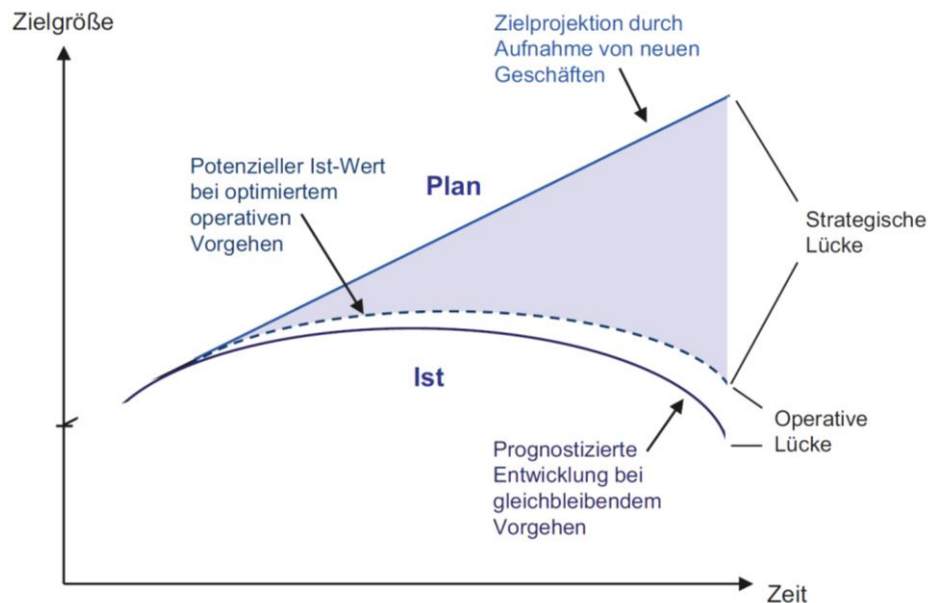 Zielgröße
Zielprojektion durch
Aufnahme von neuen
Geschäften
Potenzieller Ist-Wert
bei optimiertem
operativen
Vorgehen
Plan
Strategische
Lücke
Ist
Operative
Lücke
Prognostizierte
Entwicklung bei
gleichbleibendem
Vorgehen
Zeit